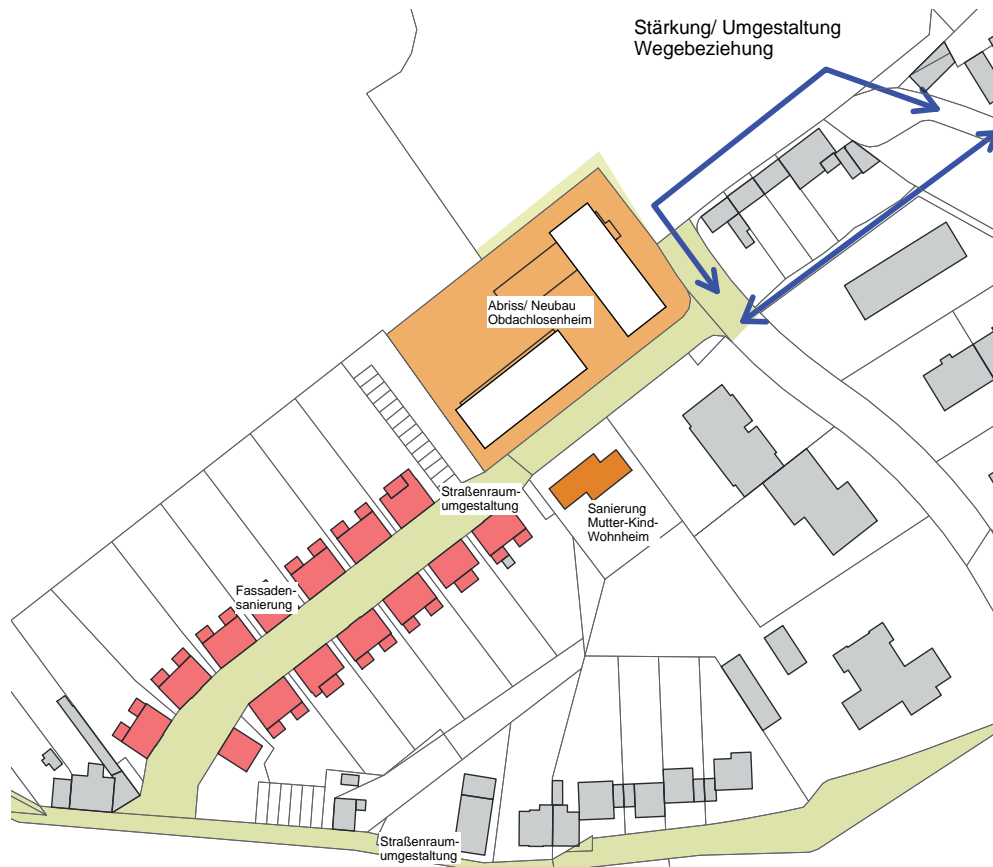 Stärkung/ Umgestaltung
Wegebeziehung
Abriss/ Neubau
Obdachlosenheim
Straßenraum-
umgestaltung
Sanierung
Mutter-Kind-
Wohnheim
Fassaden-
sanierung
Straßenraum-
umgestaltung